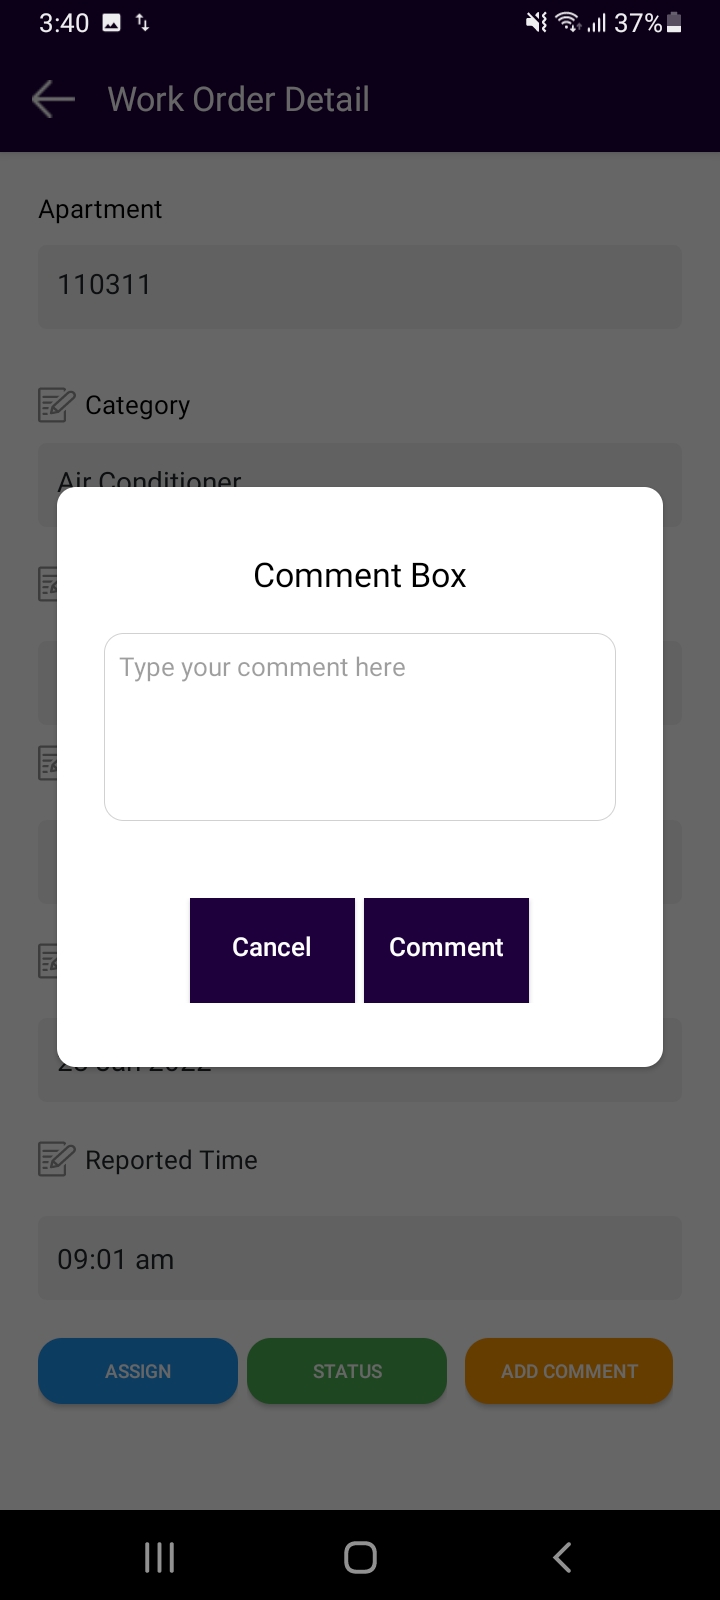 3:40
37%
Work Order Detail
Apartment
110311
Category
Air Conditioner
Comment Box
Type your comment here
Cancel
Comment
2022
Reported Time
09:01 am
ASSIGN
STATUS
ADD COMMENT